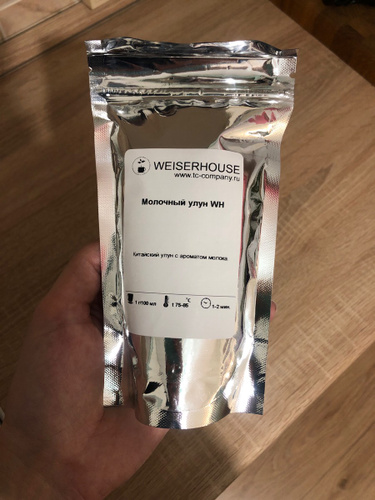 WEISERHOUSE
www.tc-company.ru
Молочный улун WH
Китайский улун с ароматом молока
1 г/100 мл t 75-85 °C 1-2 мин.